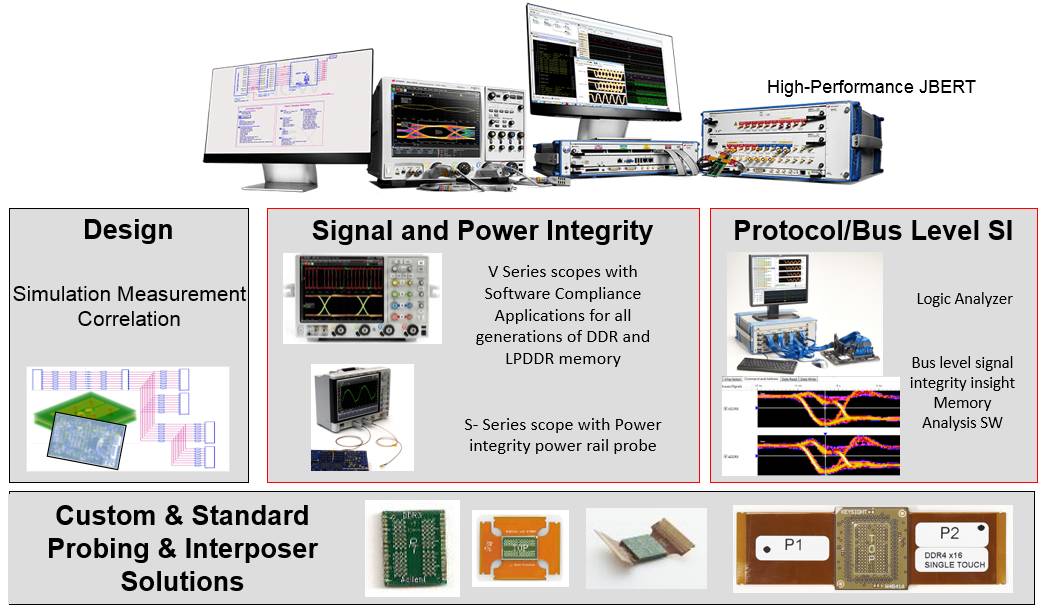 High-Performance JBERT
Design
Simulation Measurement
Correlation
Signal and Power Integrity
V Series scopes with
Software Compliance
Applications for all
generations of DDR and
LPDDR memory
S- Series scope with Power
integrity power rail probe
Protocol/Bus Level SI
Logic Analyzer
Bus level signal
integrity insight
Memory
Analysis SW
Custom & Standard
Probing & Interposer
Solutions
DDR3
Agilent
TOP
KEYSIGHT
TOP
P1
P2
DDR4 x16
SINGLE TOUCH